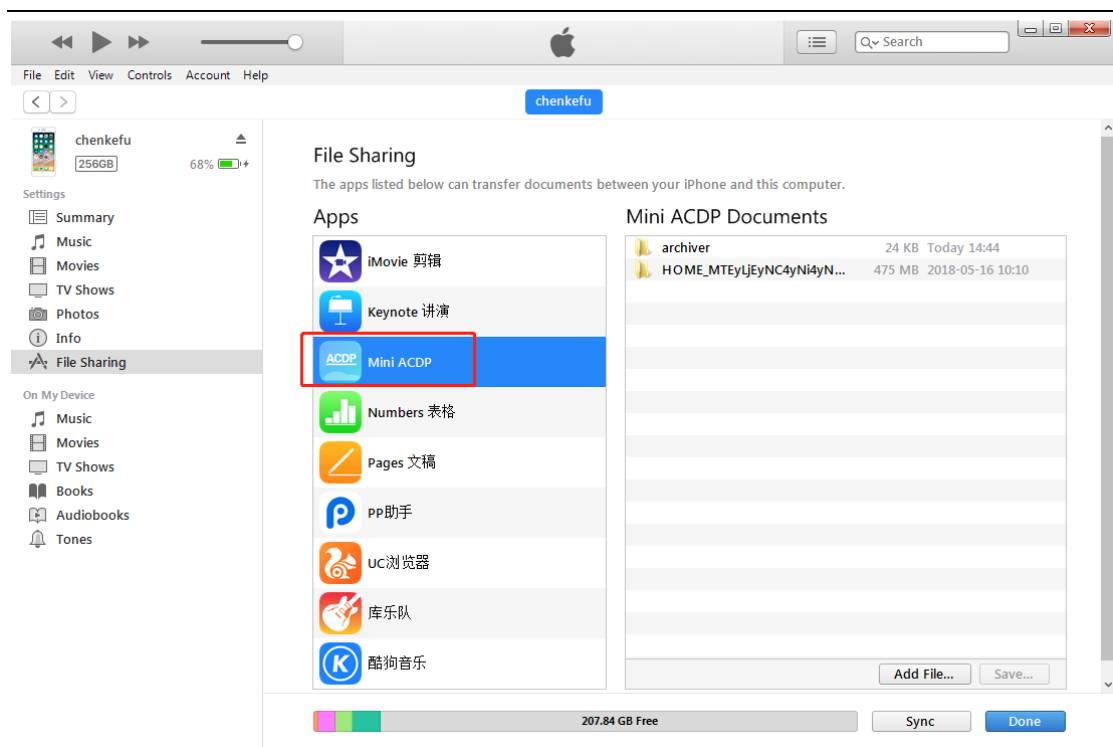 Search
File Edit View Controls Account Help
chenkefu
chenkefu
256GB
68%
Settings
Summary
Music
Movies
TV Shows
Photos
Info
File Sharing
On My Device
Music
Movies
TV Shows
Books
Audiobooks
Tones
File Sharing
The apps listed below can transfer documents between your iPhone and this computer.
Apps
iMovie 剪辑
Keynote 讲演
ACDP
Mini ACDP
Numbers 表格
Pages 文稿
PP助手
UC浏览器
库乐队
K
酷狗音乐
Mini ACDP Documents
archiver 24 KB Today 14:44
HOME_MTEyLjEyNC4yNi4yN... 475 MB 2018-05-16 10:10
Add File... Save...
207.84 GB Free
Sync Done